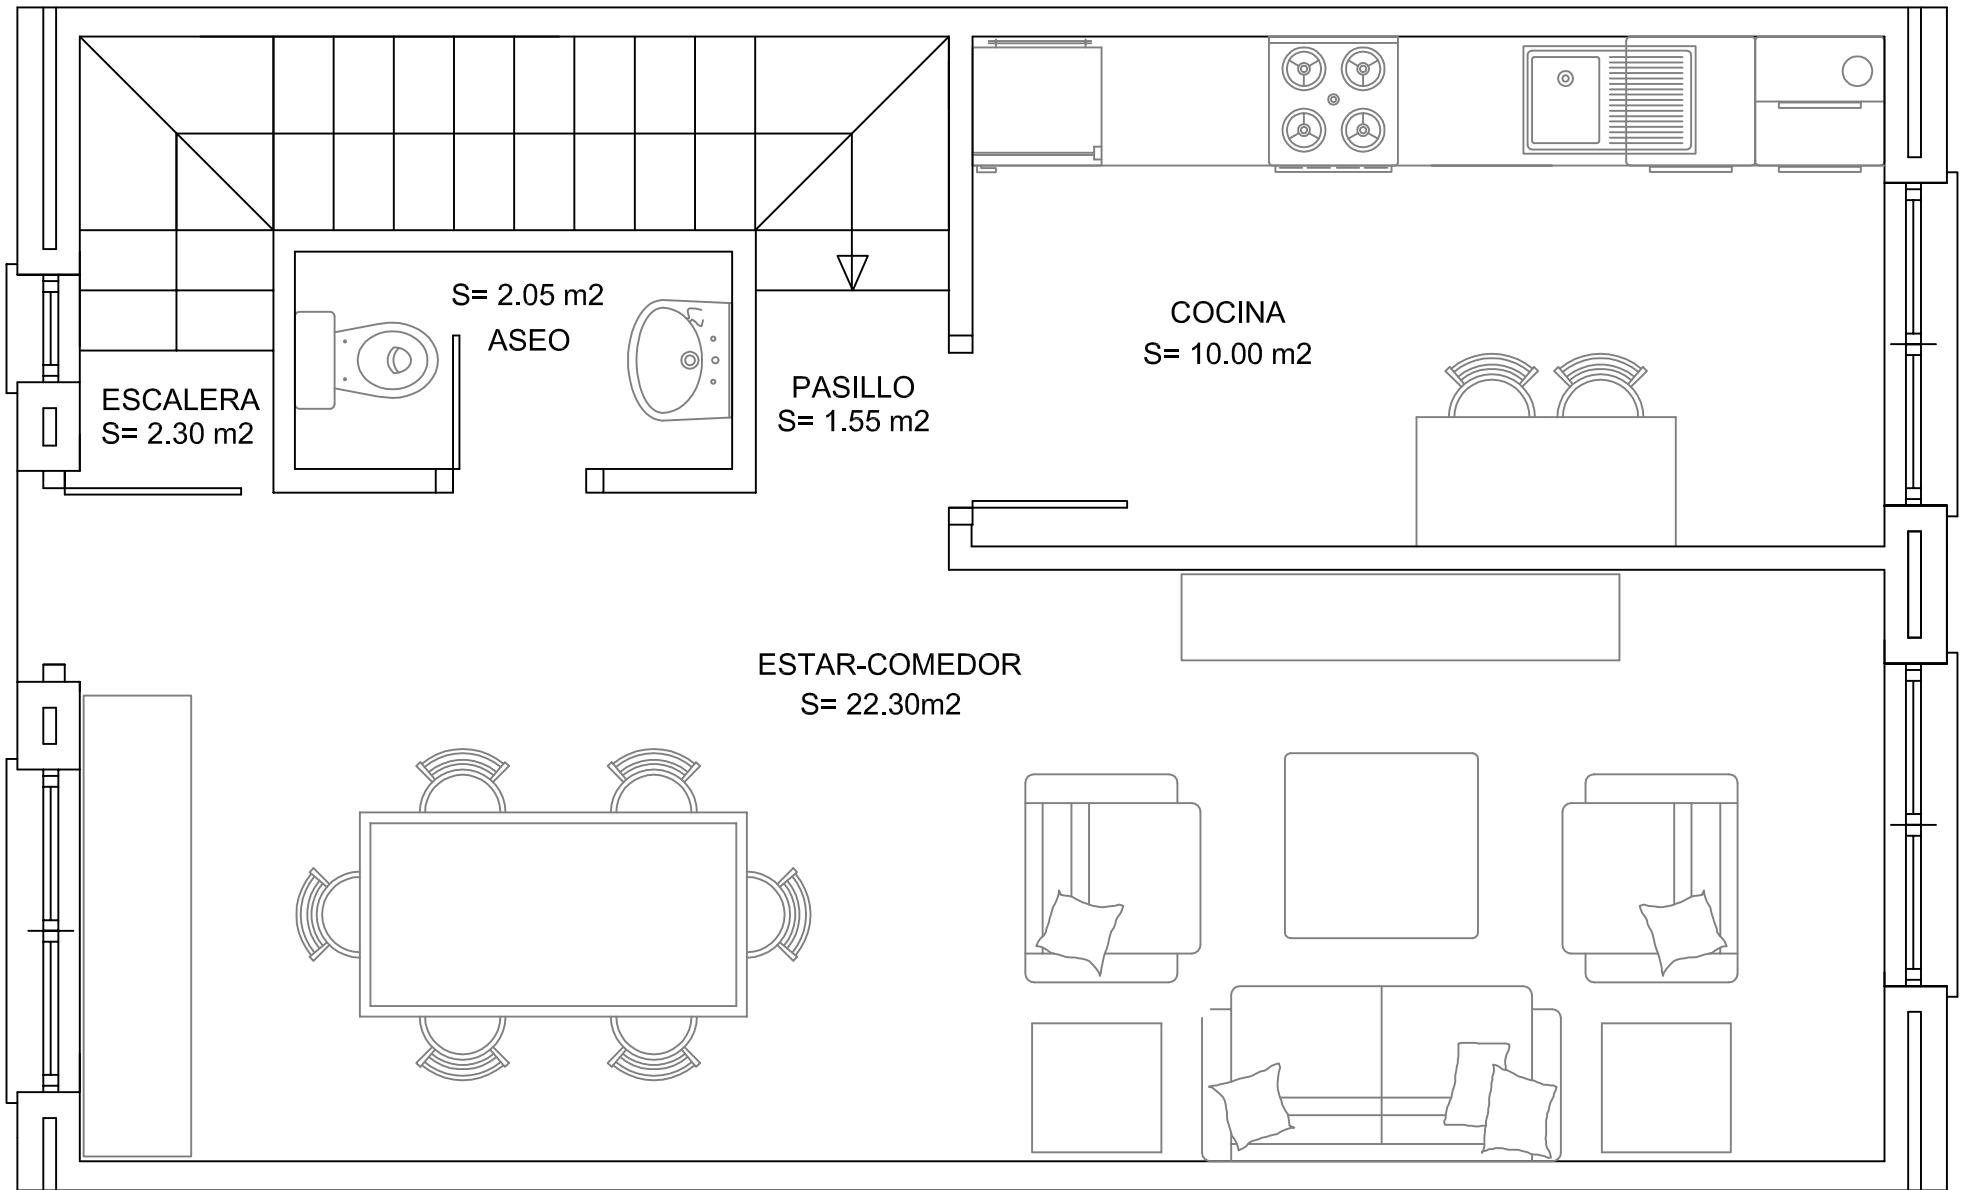 S= 2.05 m2
ASEO
COCINA
S= 10.00 m2
ESCALERA
S= 2.30 m2
PASILLO
S= 1.55 m2
ESTAR-COMEDOR
S= 22.30m2